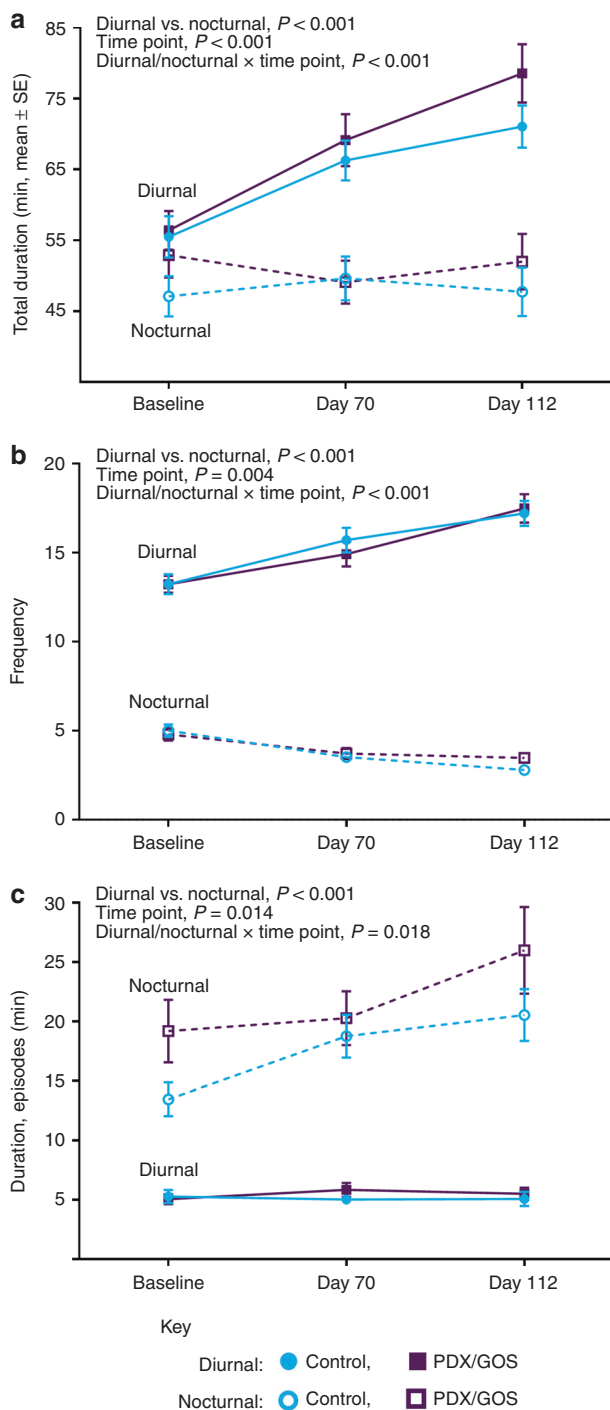 a
Diurnal vs. nocturnal, P < 0.001
Time point, P < 0.001
Diurnal/nocturnal × time point, P < 0.001
Total duration (min, mean ± SE)
75
65
55
45
Diurnal
Nocturnal
Baseline Day 70 Day 112
b
Diurnal vs. nocturnal, P < 0.001
Time point, P = 0.004
Diurnal/nocturnal × time point, P < 0.001
Frequency
20
15
10
5
0
Diurnal
Nocturnal
Baseline Day 70 Day 112
c
Diurnal vs. nocturnal, P < 0.001
Time point, P = 0.014
Diurnal/nocturnal × time point, P = 0.018
Duration, episodes (min)
30
25
20
15
10
5
Nocturnal
Diurnal
Baseline Day 70 Day 112
Key
Diurnal: Control, PDX/GOS
Nocturnal: Control, PDX/GOS